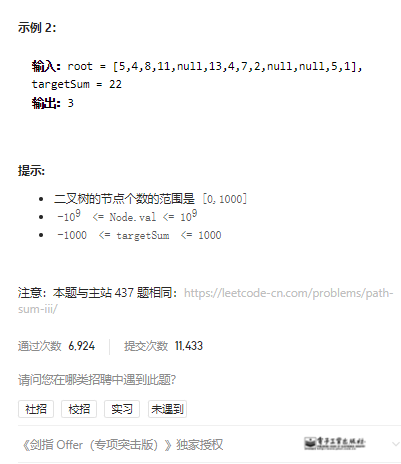 示例 2：
输入：root = [5,4,8,11,null,13,4,7,2,null,null,5,1],
targetSum = 22
输出：3
提示:
二叉树的节点个数的范围是 [0,1000]
-10⁹ <= Node.val <= 10⁹
-1000 <= targetSum <= 1000
注意：本题与主站 437 题相同：https://leetcode-cn.com/problems/path-
sum-iii/
通过次数 6,924 提交次数 11,433
请问您在哪类招聘中遇到此题？
社招 校招 实习 未遇到
《剑指 Offer（专项突击版）》独家授权 電子工業出版社